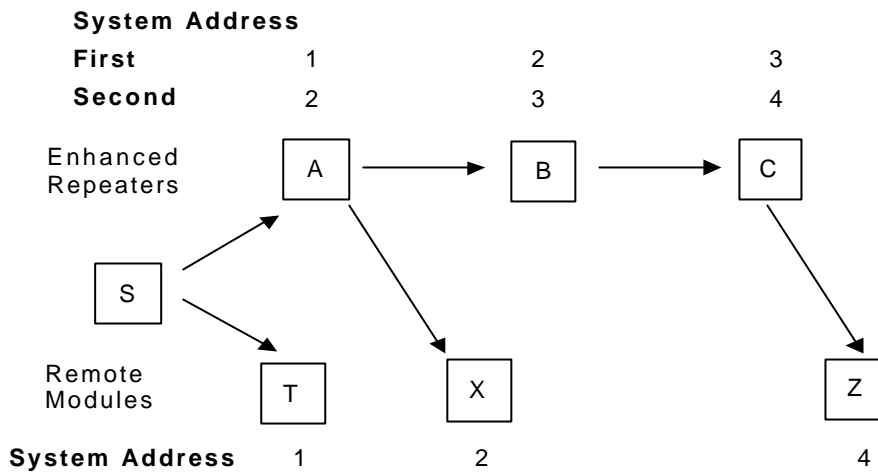 System Address
First 1 2 3
Second 2 3 4
Enhanced
Repeaters
A B C
S
Remote
Modules
T X Z
System Address 1 2 4